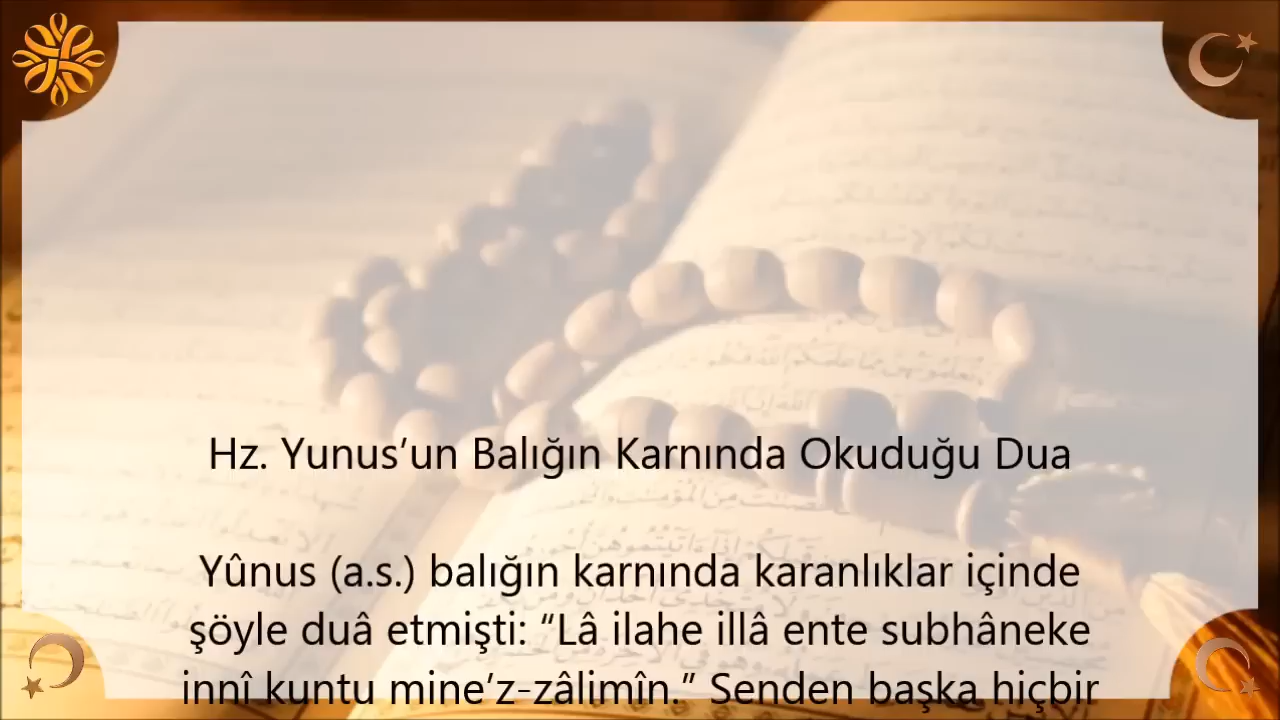 Hz. Yunus’un Balığın Karnında Okuduğu Dua
Yûnus (a.s.) balığın karnında karanlıklar içinde
şöyle duâ etmişti: “Lâ ilahe illâ ente subhâneke
innî kuntu mine’z-zâlimîn.” Senden başka hiçbir